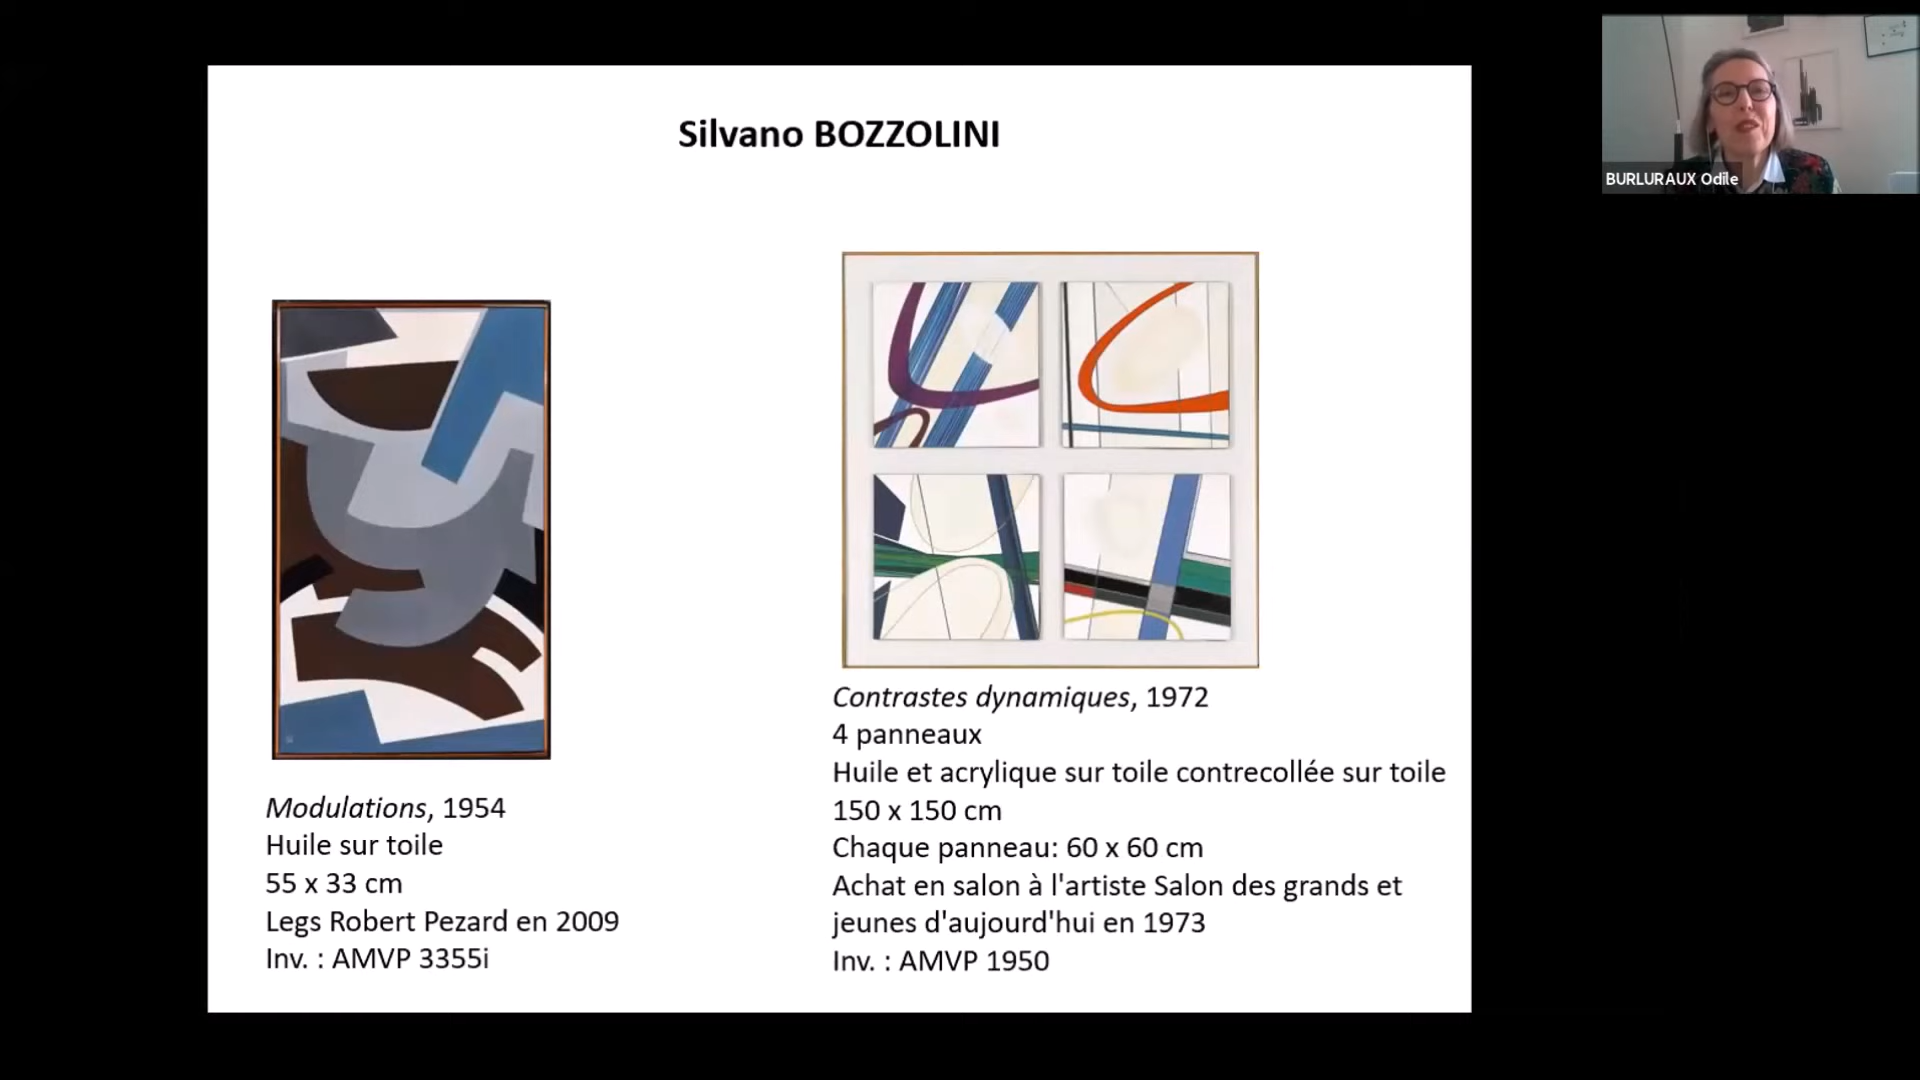 Silvano BOZZOLINI
BURLURAUX Odile
Modulations, 1954
Huile sur toile
55 x 33 cm
Legs Robert Pezard en 2009
Inv. : AMVP 3355i
Contrastes dynamiques, 1972
4 panneaux
Huile et acrylique sur toile contrecollée sur toile
150 x 150 cm
Chaque panneau: 60 x 60 cm
Achat en salon à l'artiste Salon des grands et
jeunes d'aujourd'hui en 1973
Inv. : AMVP 1950